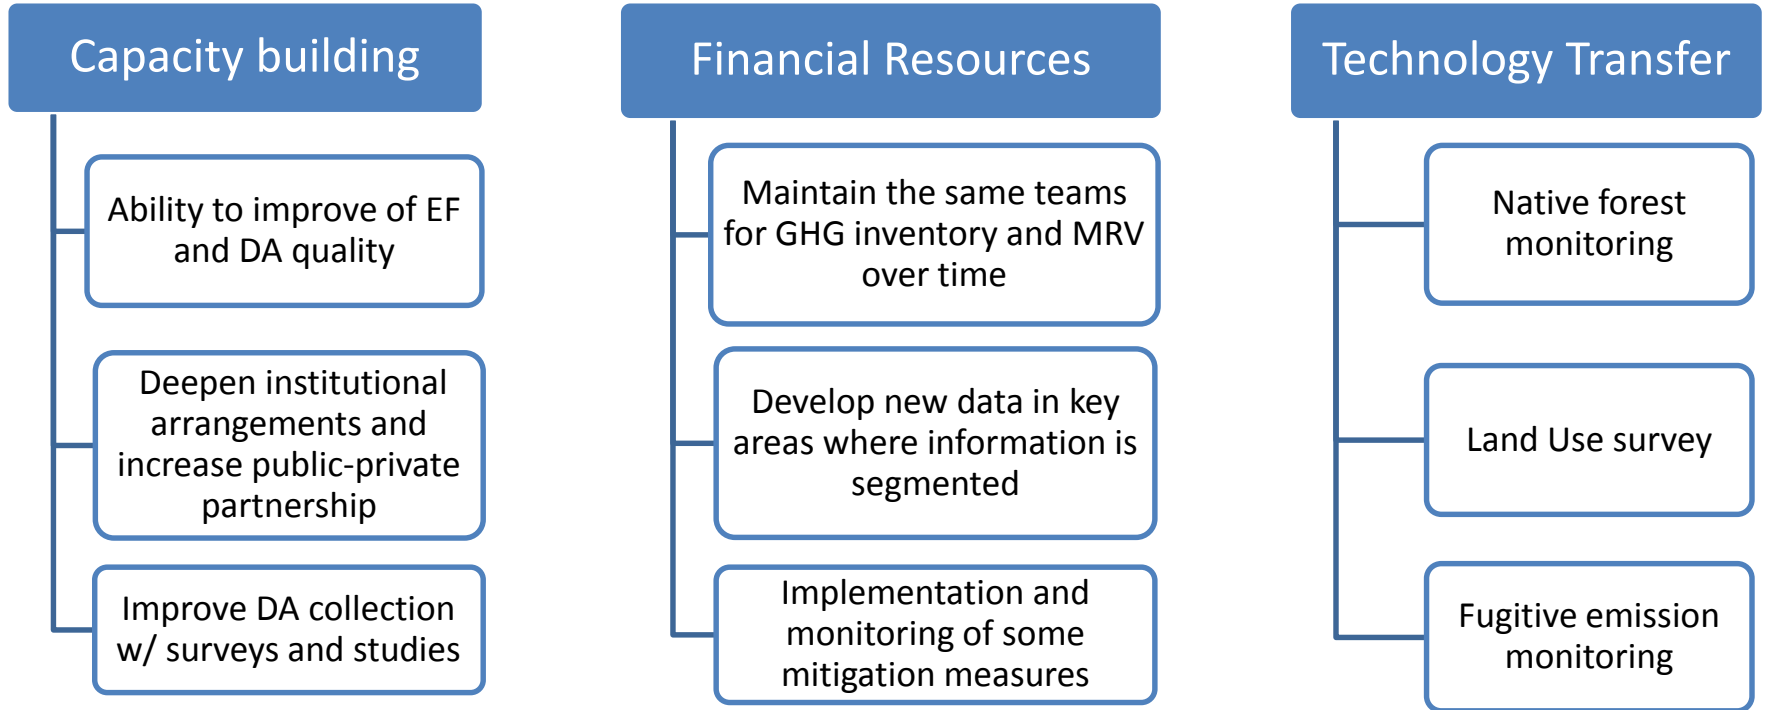 Capacity building
Ability to improve of EF
and DA quality
Deepen institutional
arrangements and
increase public-private
partnership
Improve DA collection
w/ surveys and studies
Financial Resources
Maintain the same teams
for GHG inventory and MRV
over time
Develop new data in key
areas where information is
segmented
Implementation and
monitoring of some
mitigation measures
Technology Transfer
Native forest
monitoring
Land Use survey
Fugitive emission
monitoring